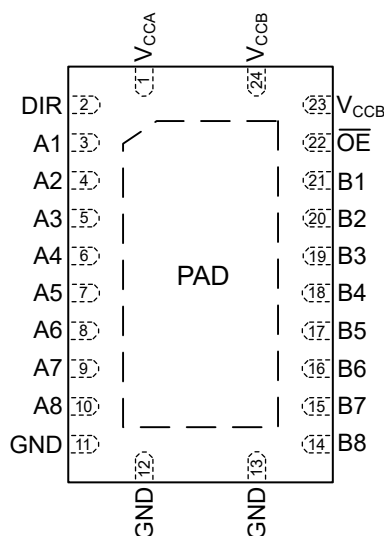 VCCA VCCB
1 24
DIR 2 23 VCCB
A1 3 22 OE
A2 4 21 B1
A3 5 20 B2
A4 6 19 B3
A5 7 18 B4
A6 8 17 B5
A7 9 16 B6
A8 10 15 B7
GND 11 14 B8
12 13
GND GND
PAD